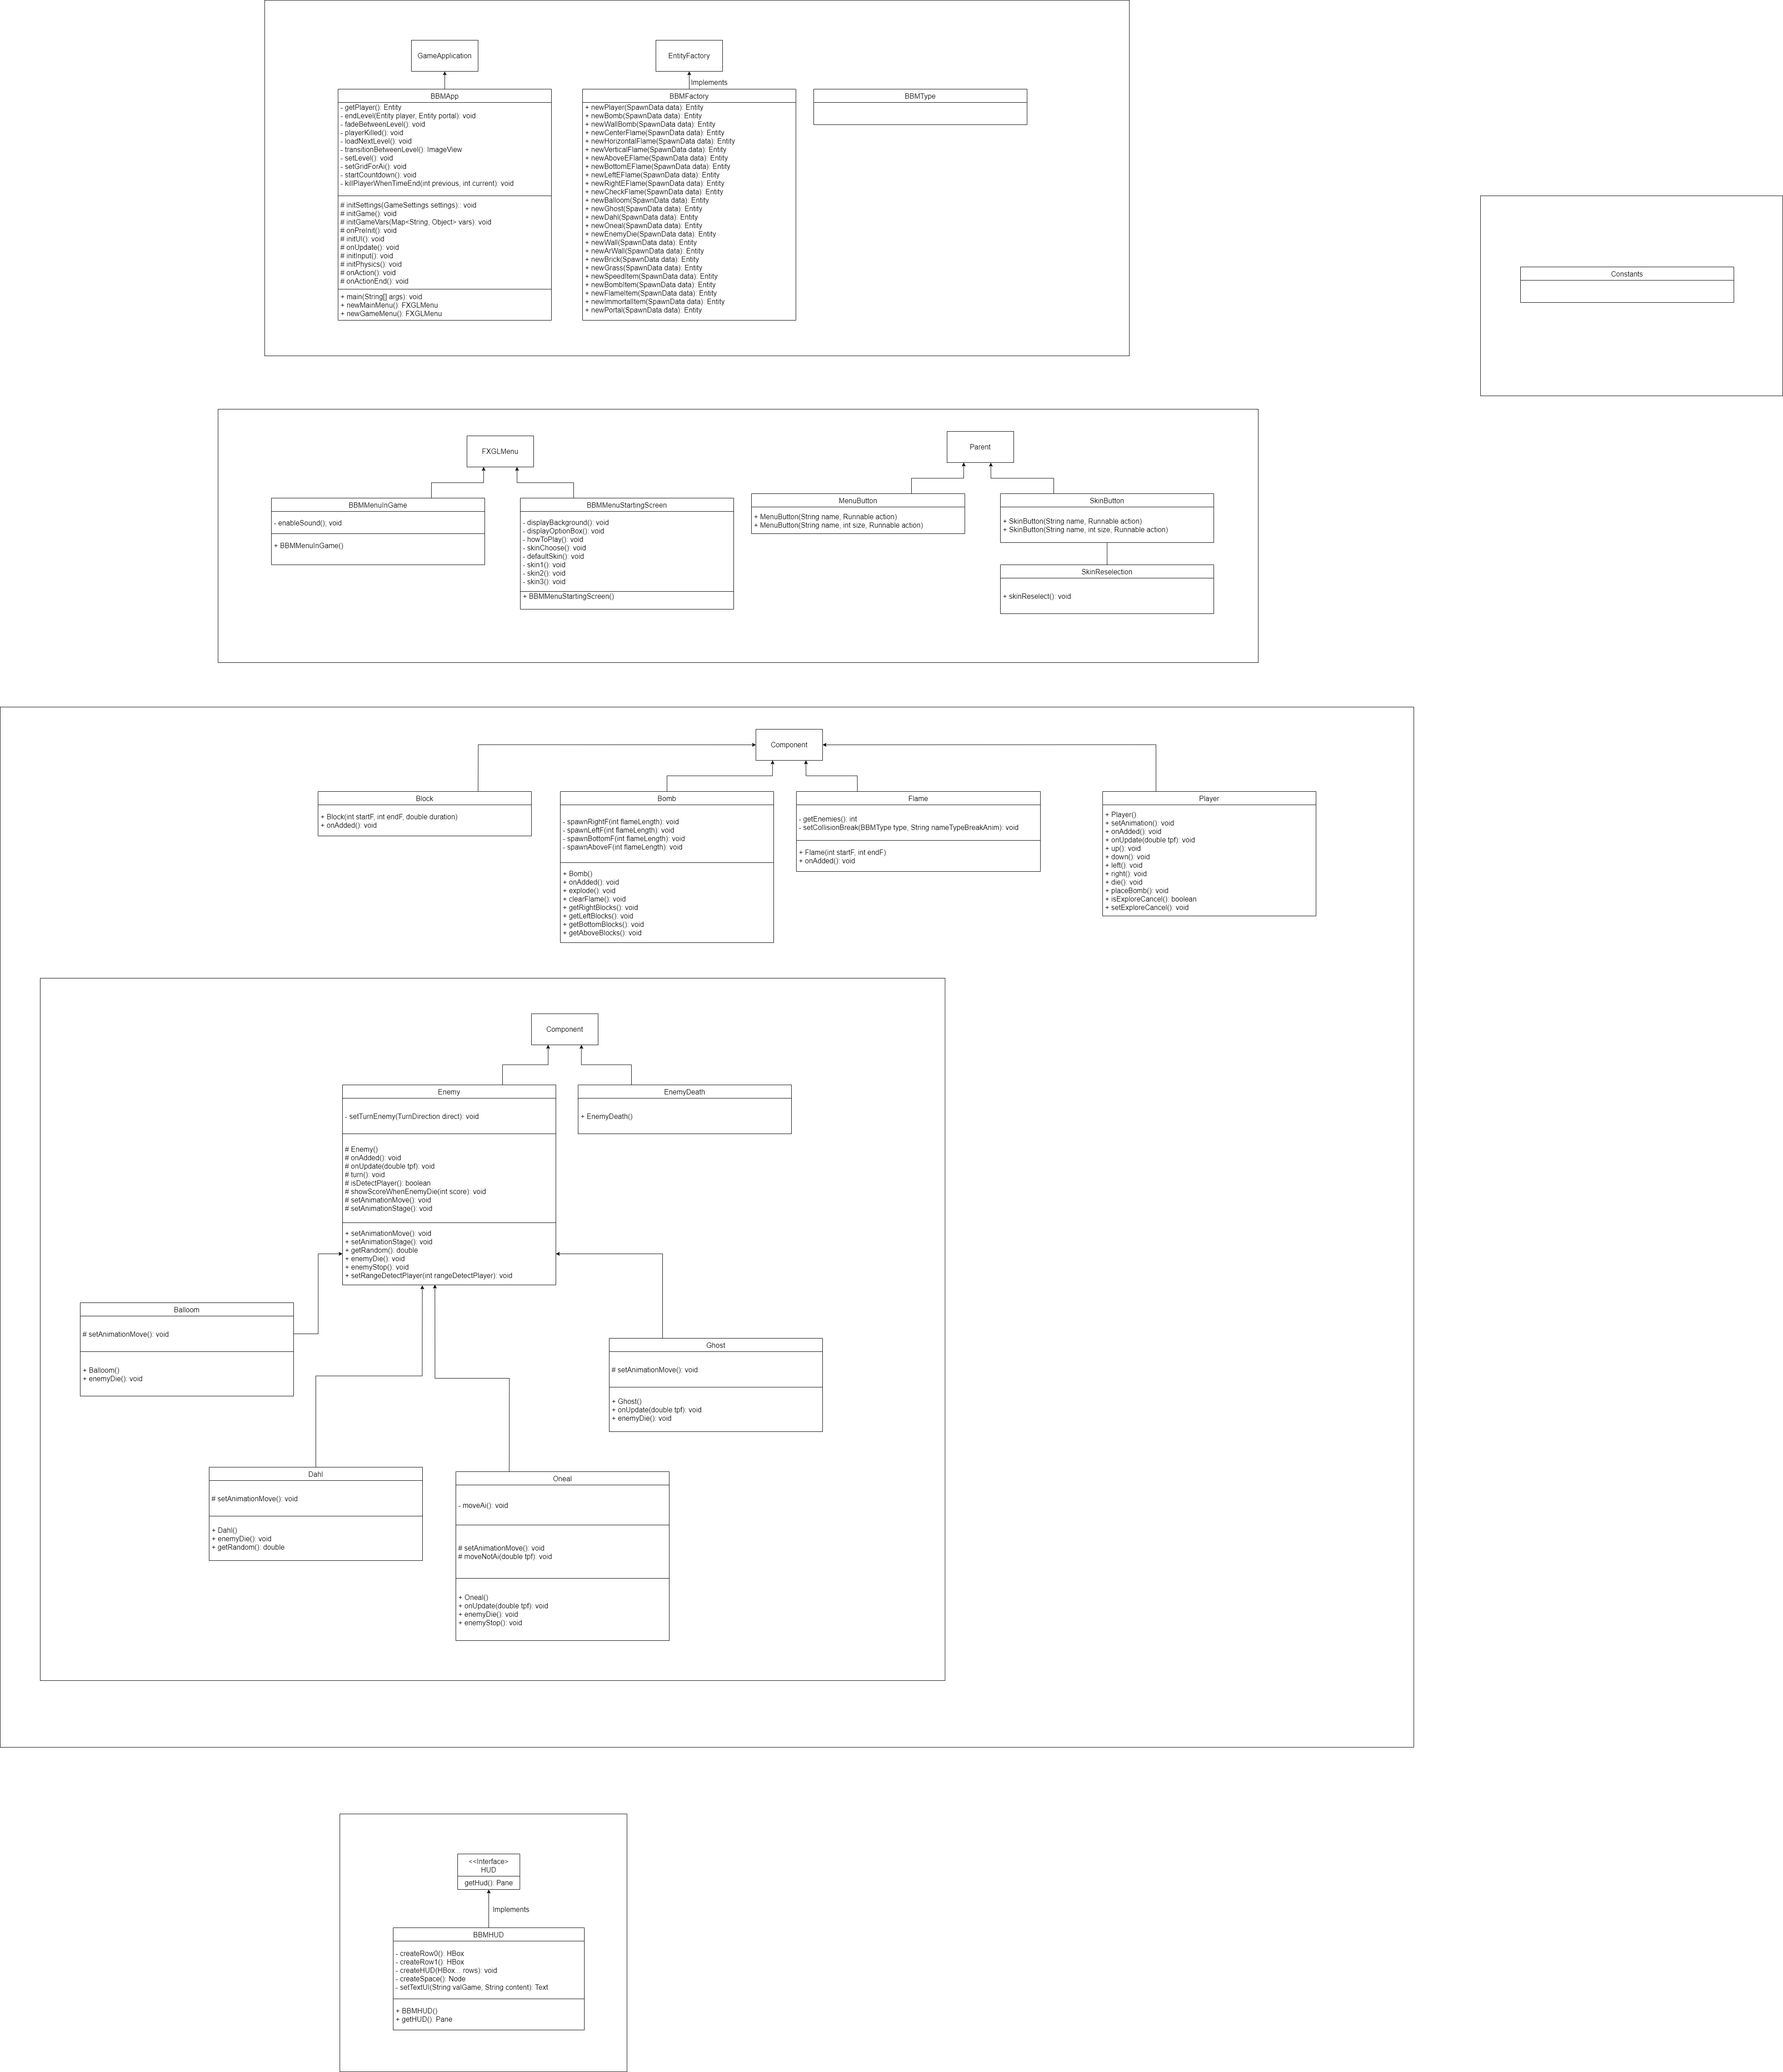 GameApplication
BBMApp
- getPlayer(): Entity
- endLevel(Entity player, Entity portal): void
- fadeBetweenLevel(): void
- playerKilled(): void
- loadNextLevel(): void
- transitionBetweenLevel(): ImageView
- setLevel(): void
- setGridForAi(): void
- startCountdown(): void
- killPlayerWhenTimeEnd(int previous, int current): void
# initSettings(GameSettings settings):: void
# initGame(): void
# initGameVars(Map<String, Object> vars): void
# onPreInit(): void
# initUI(): void
# onUpdate(): void
# initInput(): void
# initPhysics(): void
# onAction(): void
# onActionEnd(): void
+ main(String[] args): void
+ newMainMenu(): FXGLMenu
+ newGameMenu(): FXGLMenu
EntityFactory
Implements
BBMFactory
+ newPlayer(SpawnData data): Entity
+ newBomb(SpawnData data): Entity
+ newWallBomb(SpawnData data): Entity
+ newCenterFlame(SpawnData data): Entity
+ newHorizontalFlame(SpawnData data): Entity
+ newVerticalFlame(SpawnData data): Entity
+ newAboveEFlame(SpawnData data): Entity
+ newBottomEFlame(SpawnData data): Entity
+ newLeftEFlame(SpawnData data): Entity
+ newRightEFlame(SpawnData data): Entity
+ newCheckFlame(SpawnData data): Entity
+ newBalloom(SpawnData data): Entity
+ newGhost(SpawnData data): Entity
+ newDahl(SpawnData data): Entity
+ newOneal(SpawnData data): Entity
+ newEnemyDie(SpawnData data): Entity
+ newWall(SpawnData data): Entity
+ newArWall(SpawnData data): Entity
+ newBrick(SpawnData data): Entity
+ newGrass(SpawnData data): Entity
+ newSpeedItem(SpawnData data): Entity
+ newBombItem(SpawnData data): Entity
+ newFlameItem(SpawnData data): Entity
+ newImmortalItem(SpawnData data): Entity
+ newPortal(SpawnData data): Entity
BBMType
Constants
FXGLMenu
BBMMenuInGame
- enableSound(), void
+ BBMMenuInGame()
BBMMenuStartingScreen
- displayBackground(): void
- displayOptionBox(): void
- howToPlay(): void
- skinChoose(): void
- defaultSkin(): void
- skin1(): void
- skin2(): void
- skin3(): void
+ BBMMenuStartingScreen()
Parent
MenuButton
+ MenuButton(String name, Runnable action)
+ MenuButton(String name, int size, Runnable action)
SkinButton
+ SkinButton(String name, Runnable action)
+ SkinButton(String name, int size, Runnable action)
SkinReselection
+ skinReselect(): void
Component
Block
+ Block(int startF, int endF, double duration)
+ onAdded(): void
Bomb
- spawnRightF(int flameLength): void
- spawnLeftF(int flameLength): void
- spawnBottomF(int flameLength): void
- spawnAboveF(int flameLength): void
+ Bomb()
+ onAdded(): void
+ explode(): void
+ clearFlame(): void
+ getRightBlocks(): void
+ getLeftBlocks(): void
+ getBottomBlocks(): void
+ getAboveBlocks(): void
Flame
- getEnemies(): int
- setCollisionBreak(BBMType type, String nameTypeBreakAnim): void
+ Flame(int startF, int endF)
+ onAdded(): void
Player
+ Player()
+ setAnimation(): void
+ onAdded(): void
+ onUpdate(double tpf): void
+ up(): void
+ down(): void
+ left(): void
+ right(): void
+ die(): void
+ placeBomb(): void
+ isExploreCancel(): boolean
+ setExploreCancel(): void
Component
Enemy
- setTurnEnemy(TurnDirection direct): void
# Enemy()
# onAdded(): void
# onUpdate(double tpf): void
# turn(): void
# isDetectPlayer(): boolean
# showScoreWhenEnemyDie(int score): void
# setAnimationMove(): void
# setAnimationStage(): void
+ setAnimationMove(): void
+ setAnimationStage(): void
+ getRandom(): double
+ enemyDie(): void
+ enemyStop(): void
+ setRangeDetectPlayer(int rangeDetectPlayer): void
EnemyDeath
+ EnemyDeath()
Balloom
# setAnimationMove(): void
+ Balloom()
+ enemyDie(): void
Ghost
# setAnimationMove(): void
+ Ghost()
+ onUpdate(double tpf): void
+ enemyDie(): void
Dahl
# setAnimationMove(): void
+ Dahl()
+ enemyDie(): void
+ getRandom(): double
Oneal
- moveAi(): void
# setAnimationMove(): void
# moveNotAi(double tpf): void
+ Oneal()
+ onUpdate(double tpf): void
+ enemyDie(): void
+ enemyStop(): void
<<Interface>
HUD
getHud(): Pane
Implements
BBMHUD
- createRow0(): HBox
- createRow1(): HBox
- createHUD(HBox... rows): void
- createSpace(): Node
- setTextUI(String valGame, String content): Text
+ BBMHUD()
+ getHUD(): Pane